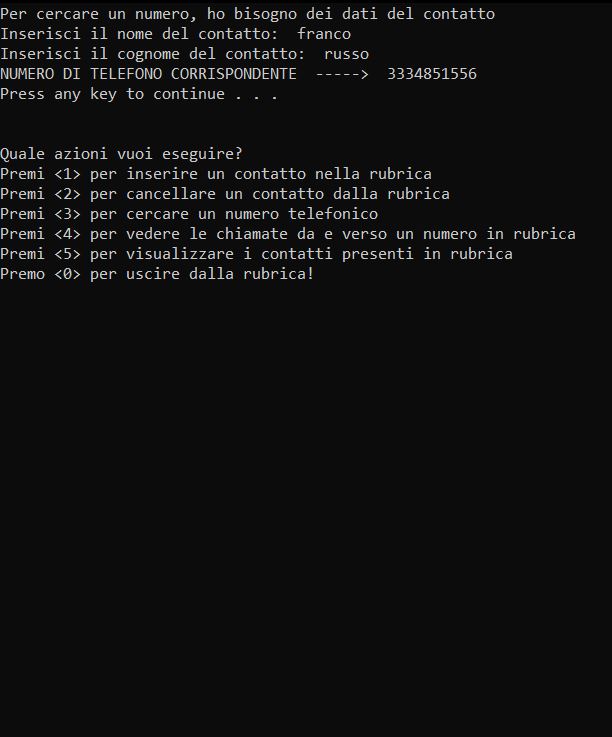 Per cercare un numero, ho bisogno dei dati del contatto
Inserisci il nome del contatto:  franco
Inserisci il cognome del contatto:  russo
NUMERO DI TELEFONO CORRISPONDENTE  ----->  3334851556
Press any key to continue . . .
Quale azioni vuoi eseguire?
Premi <1> per inserire un contatto nella rubrica
Premi <2> per cancellare un contatto dalla rubrica
Premi <3> per cercare un numero telefonico
Premi <4> per vedere le chiamate da e verso un numero in rubrica
Premi <5> per visualizzare i contatti presenti in rubrica
Premo <0> per uscire dalla rubrica!